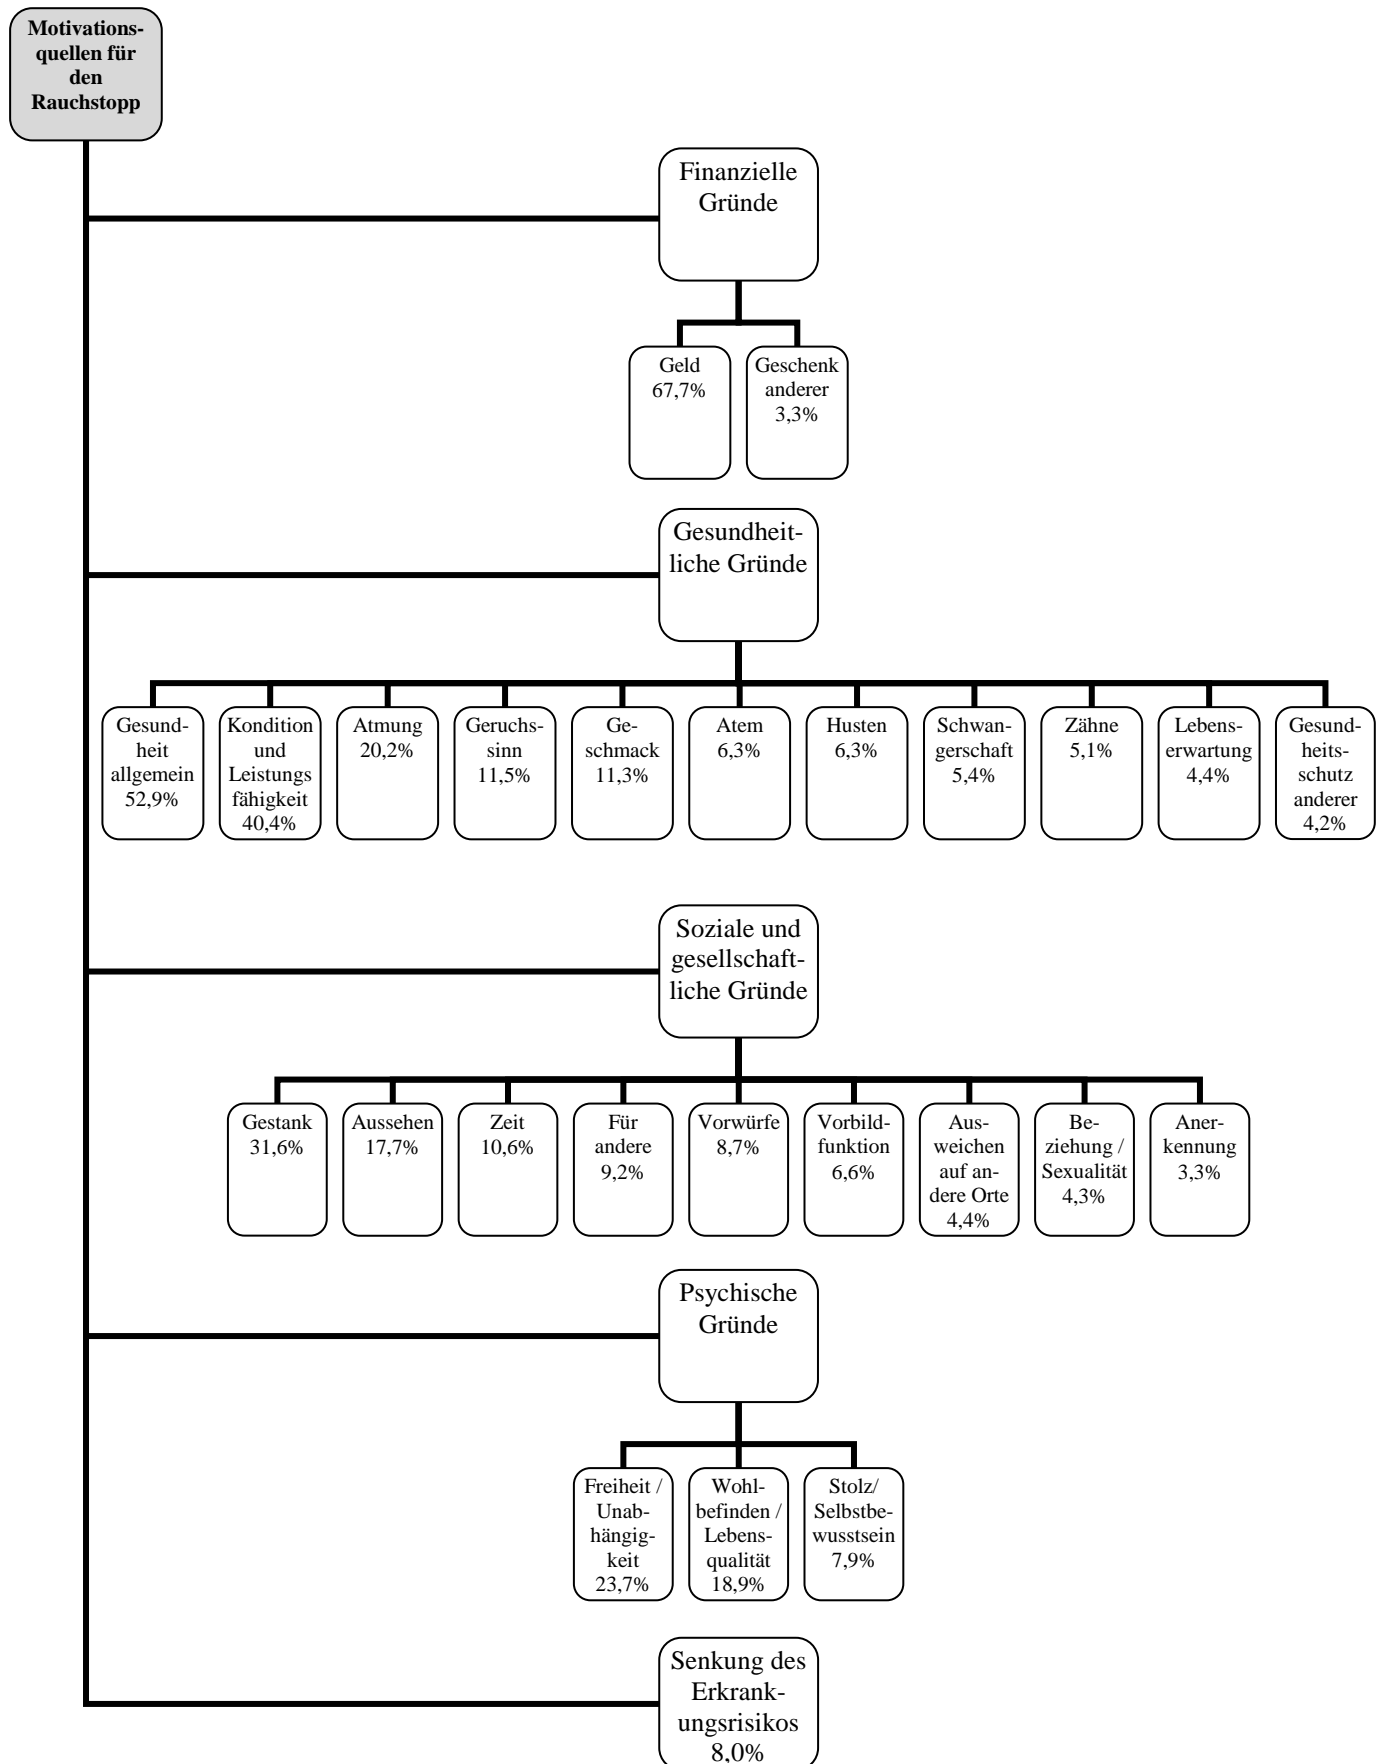 Motivations-
quellen für
den
Rauchstopp
Finanzielle
Gründe
Geld
67,7%
Geschenk
anderer
3,3%
Gesundheit-
liche Gründe
Gesund-
heit
allgemein
52,9%
Kondition
und
Leistungs
fähigkeit
40,4%
Atmung
20,2%
Geruchs-
sinn
11,5%
Ge-
schmack
11,3%
Atem
6,3%
Husten
6,3%
Schwan-
gerschaft
5,4%
Zähne
5,1%
Lebens-
erwartung
4,4%
Gesund-
heits-
schutz
anderer
4,2%
Soziale und
gesellschaft-
liche Gründe
Gestank
31,6%
Aussehen
17,7%
Zeit
10,6%
Für
andere
9,2%
Vorwürfe
8,7%
Vorbild-
funktion
6,6%
Aus-
weichen
auf an-
dere Orte
4,4%
Be-
ziehung /
Sexualität
4,3%
Aner-
kennung
3,3%
Psychische
Gründe
Freiheit /
Unab-
hängig-
keit
23,7%
Wohl-
befinden /
Lebens-
qualität
18,9%
Stolz/
Selbstbe-
wusstsein
7,9%
Senkung des
Erkrank-
ungsrisikos
8,0%